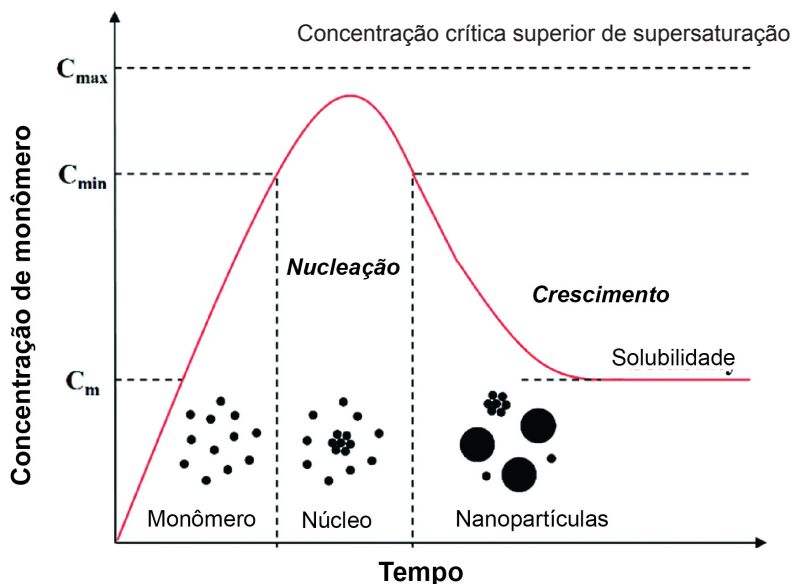 Concentração crítica superior de supersaturação
Cmax
Cmin
Concentração de monômero
Nucleação
Crescimento
Solubilidade
Cm
Monômero
Núcleo
Nanopartículas
Tempo